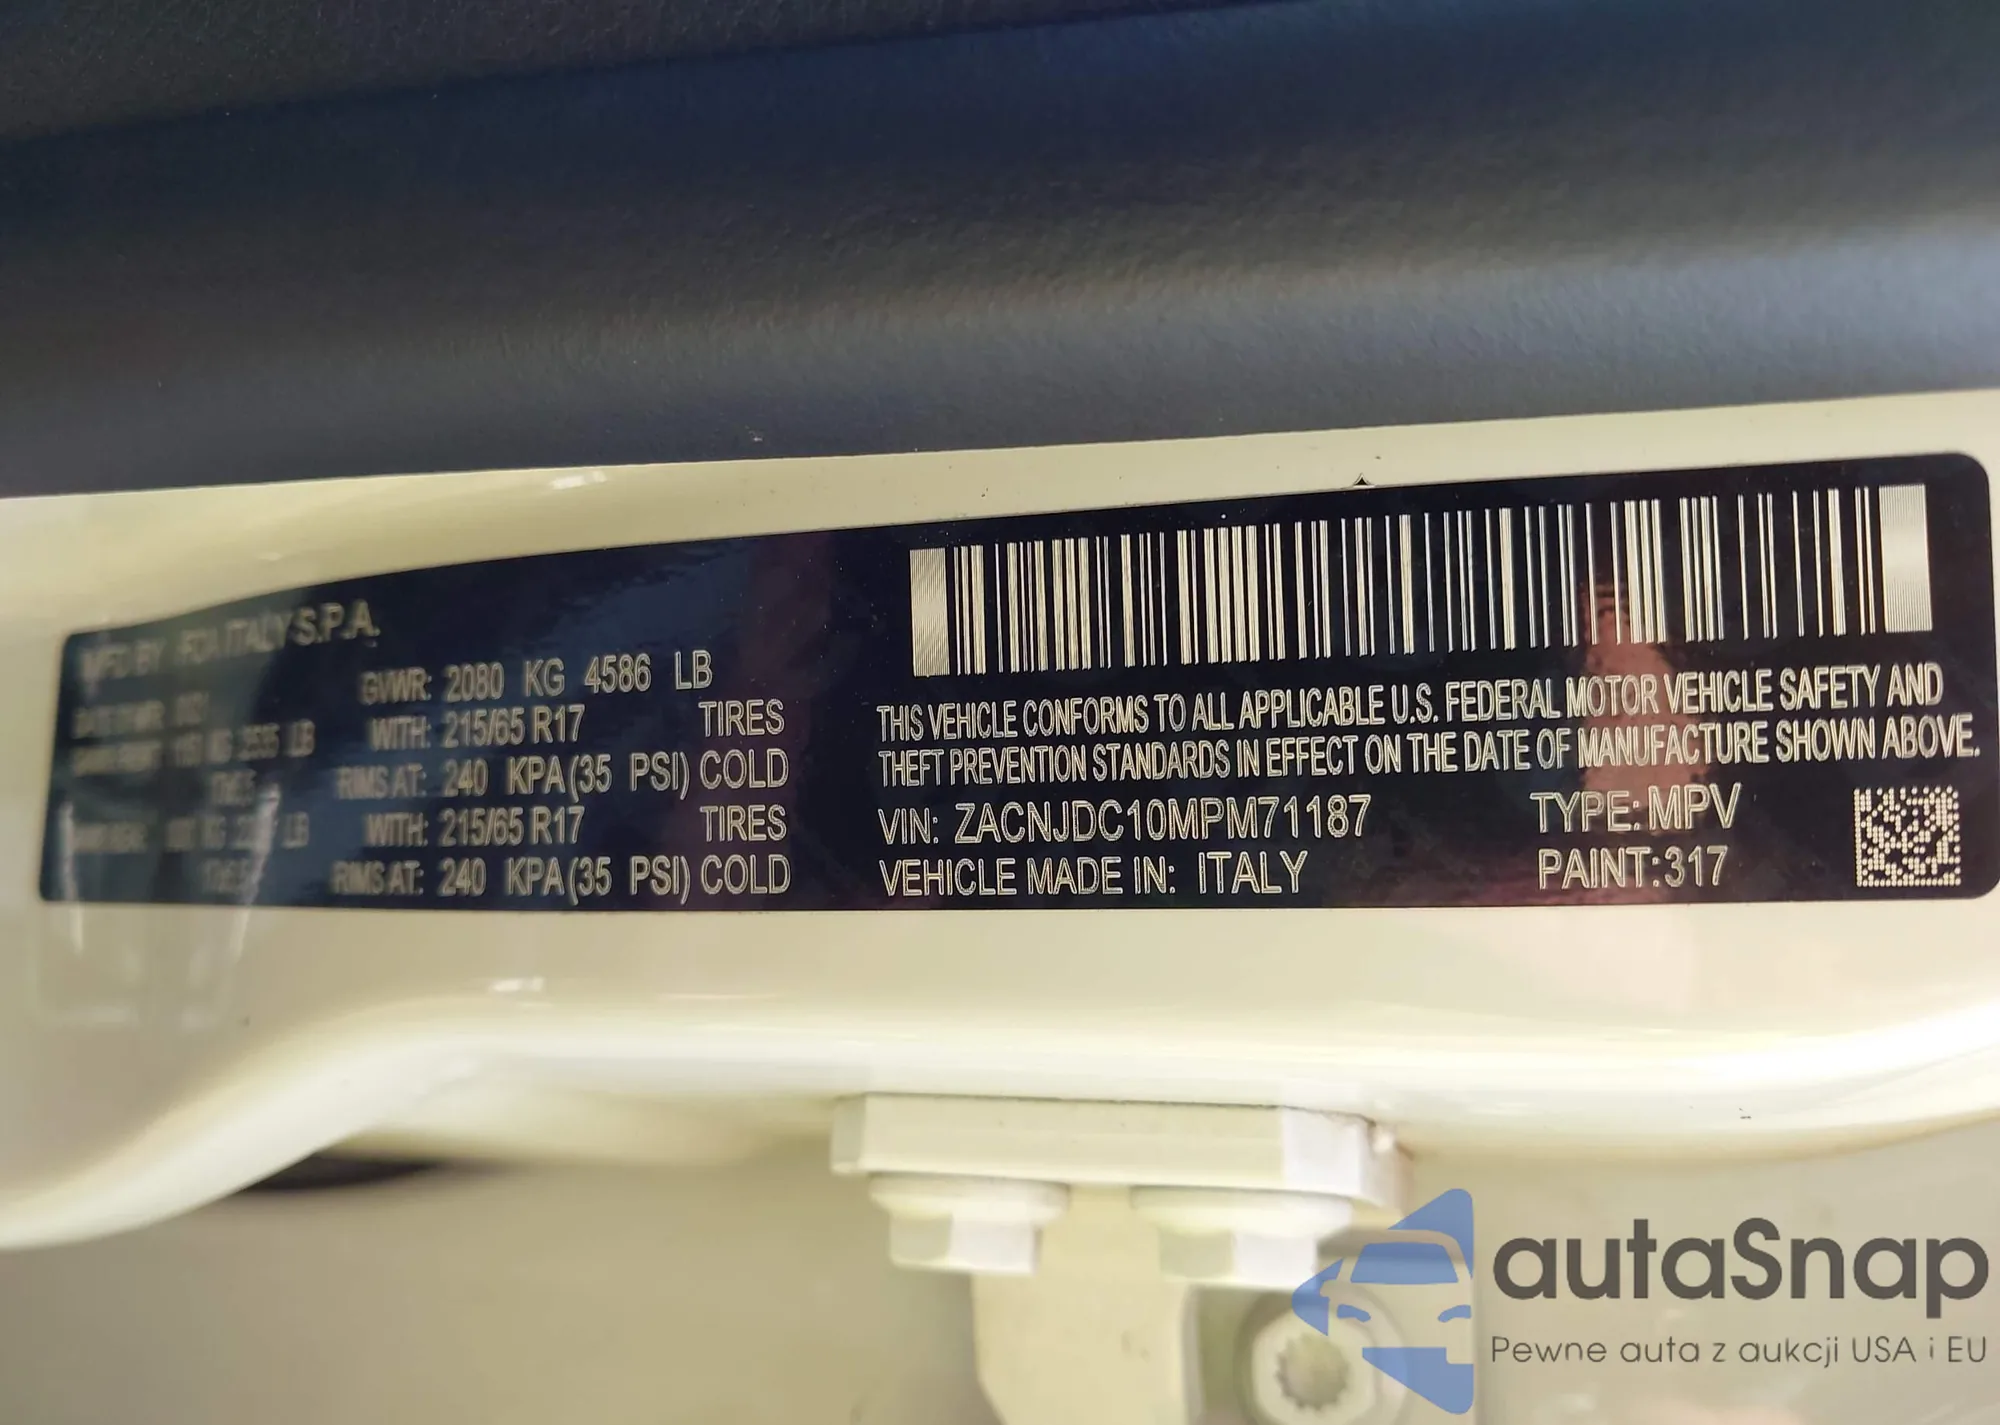 MFD BY FCA ITALY S.P.A.
GVWR: 2080 KG 4586 LB
WITH: 215/65 R17 TIRES
RIMS AT: 240 KPA (35 PSI) COLD
WITH: 215/65 R17 TIRES
RIMS AT: 240 KPA (35 PSI) COLD
THIS VEHICLE CONFORMS TO ALL APPLICABLE U.S. FEDERAL MOTOR VEHICLE SAFETY AND
THEFT PREVENTION STANDARDS IN EFFECT ON THE DATE OF MANUFACTURE SHOWN ABOVE.
VIN: ZACNJDC10MPM71187 TYPE: MPV
VEHICLE MADE IN: ITALY PAINT:317
autaSnap
Pewne auta z aukcji USA i EU